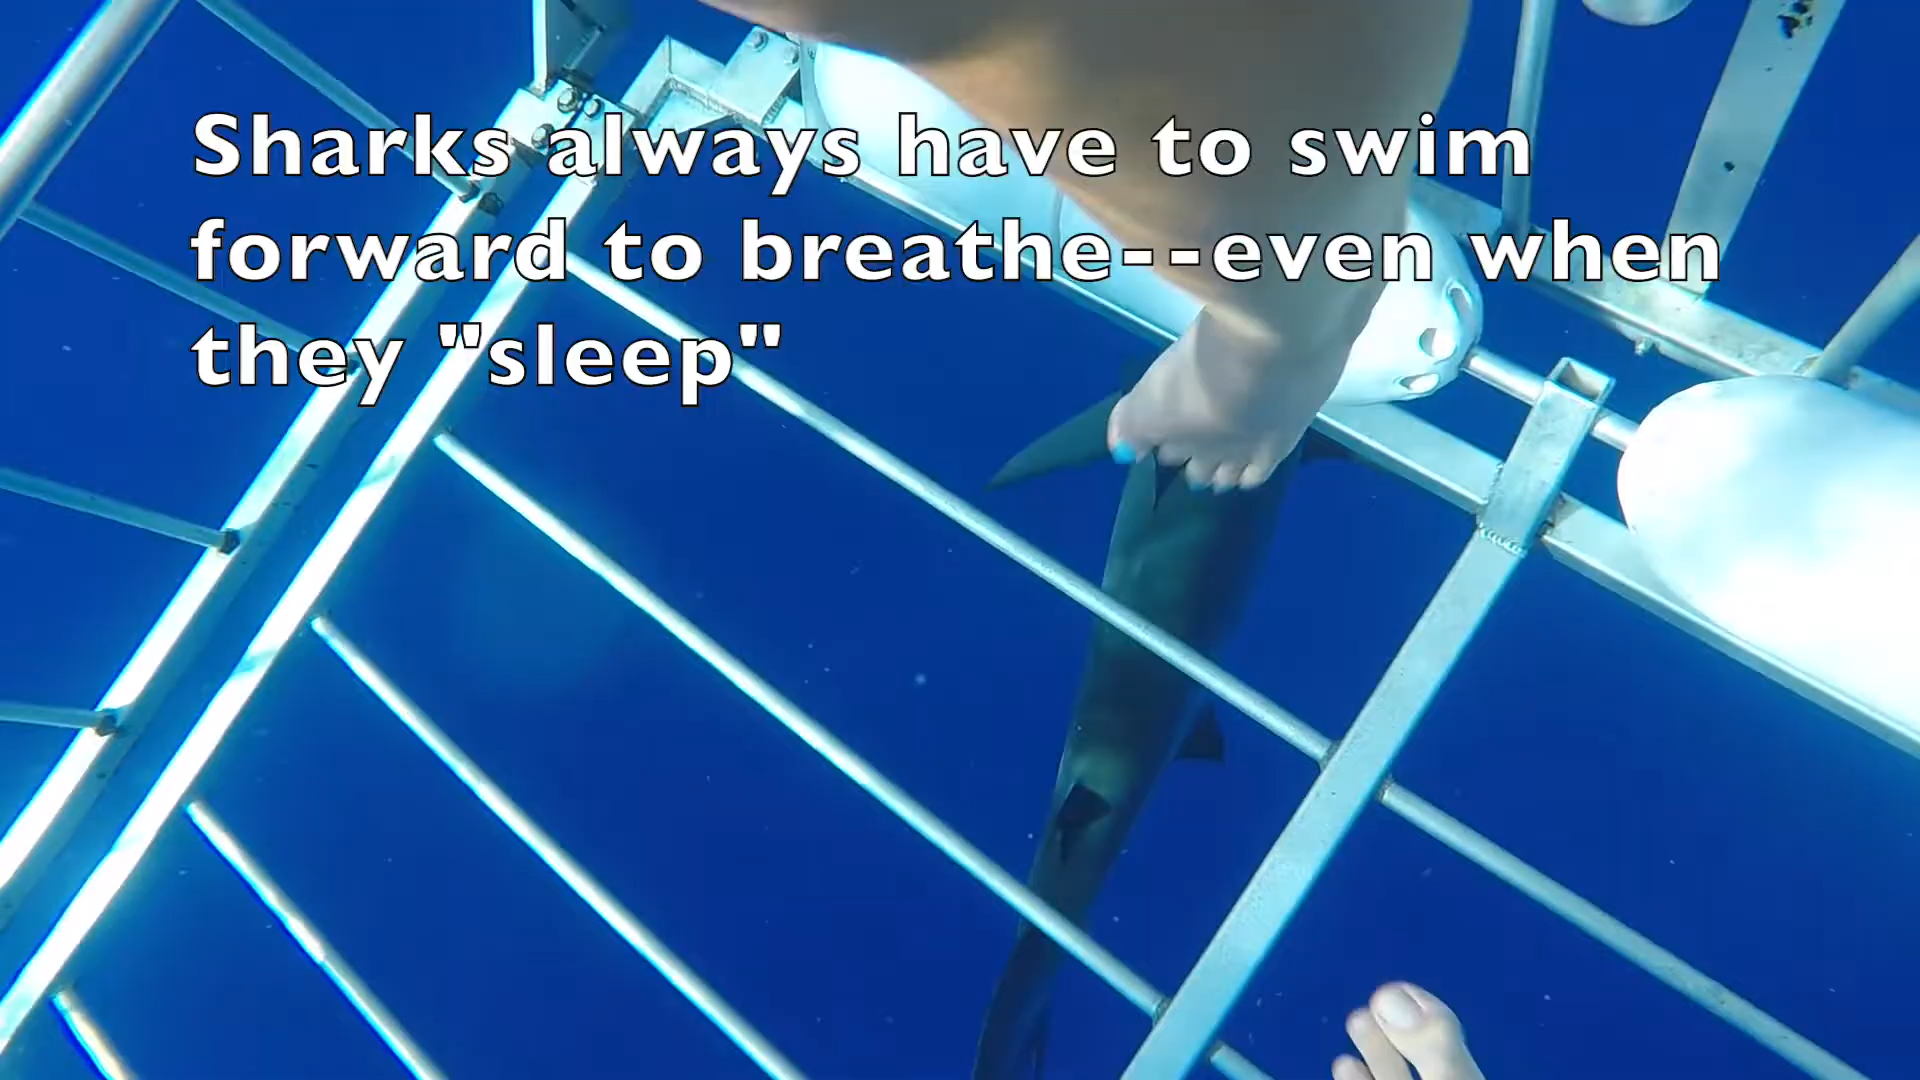 Sharks always have to swim
forward to breathe--even when
they "sleep"